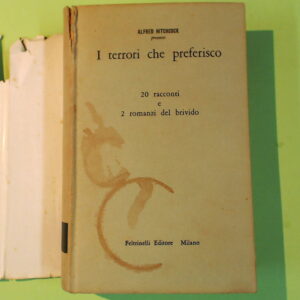 ALFRED HITCHCOCK
presenta
I terrori che preferisco
20 racconti
e
2 romanzi del brivido
Feltrinelli Editore Milano